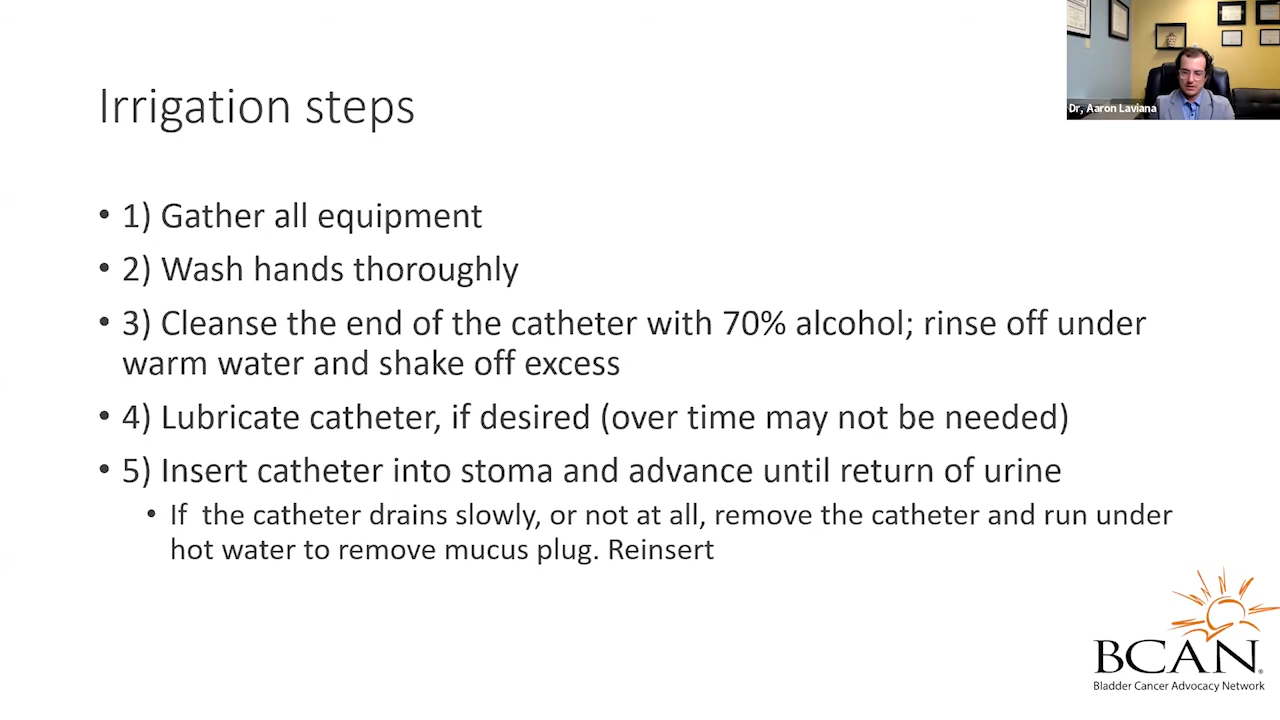 Dr, Aaron Laviana
Irrigation steps
• 1) Gather all equipment
• 2) Wash hands thoroughly
• 3) Cleanse the end of the catheter with 70% alcohol; rinse off under
warm water and shake off excess
• 4) Lubricate catheter, if desired (over time may not be needed)
• 5) Insert catheter into stoma and advance until return of urine
• If  the catheter drains slowly, or not at all, remove the catheter and run under
hot water to remove mucus plug. Reinsert
BCAN®
Bladder Cancer Advocacy Network